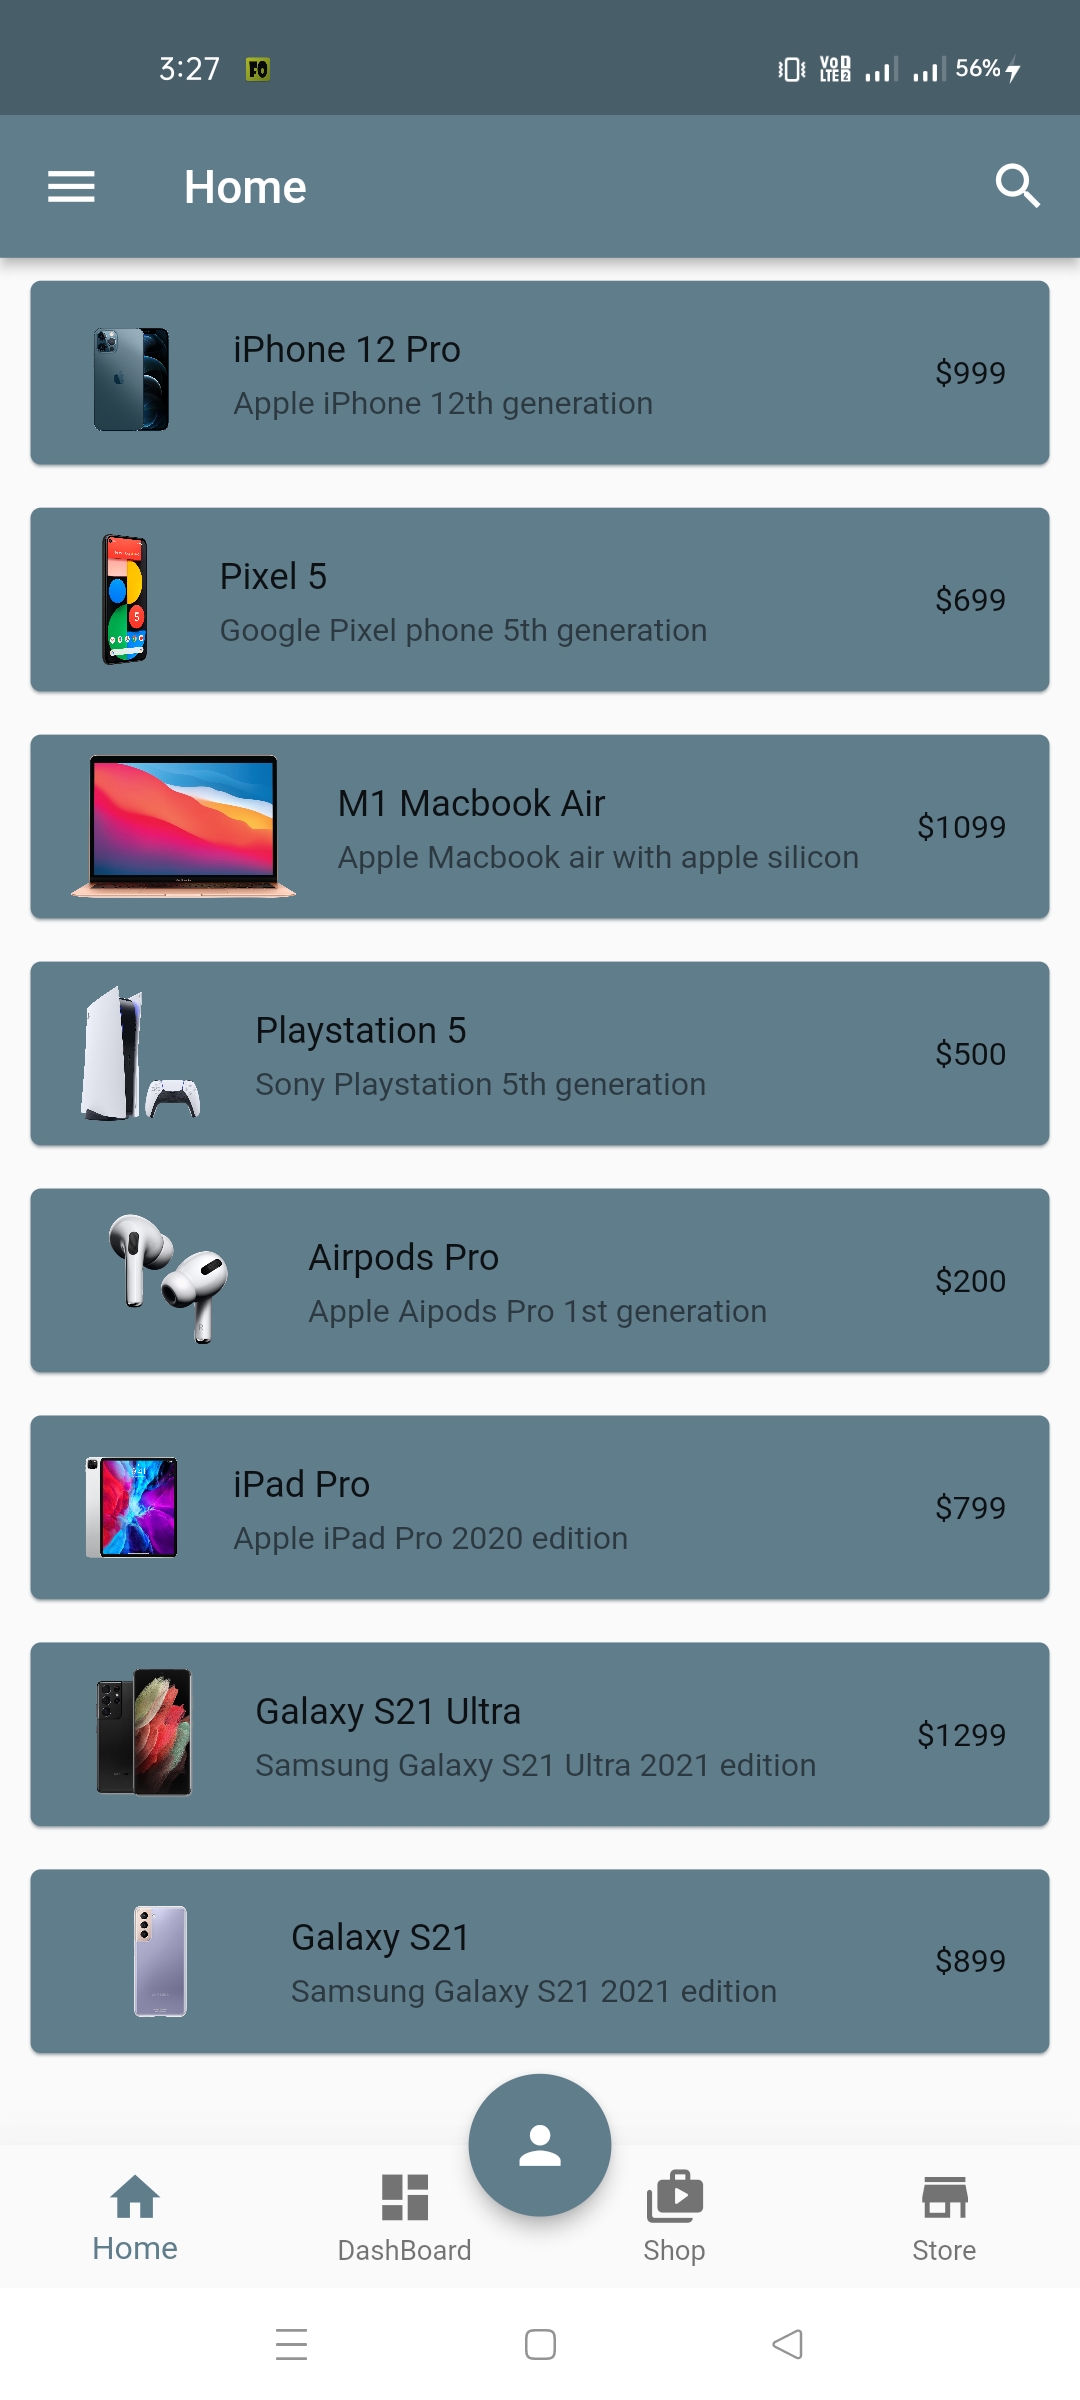 3:27 FO Vo LTE2 56%
Home
iPhone 12 Pro
Apple iPhone 12th generation
$999
Pixel 5
Google Pixel phone 5th generation
$699
M1 Macbook Air
Apple Macbook air with apple silicon
$1099
Playstation 5
Sony Playstation 5th generation
$500
Airpods Pro
Apple Aipods Pro 1st generation
$200
iPad Pro
Apple iPad Pro 2020 edition
$799
Galaxy S21 Ultra
Samsung Galaxy S21 Ultra 2021 edition
$1299
Galaxy S21
Samsung Galaxy S21 2021 edition
$899
Home DashBoard Shop Store